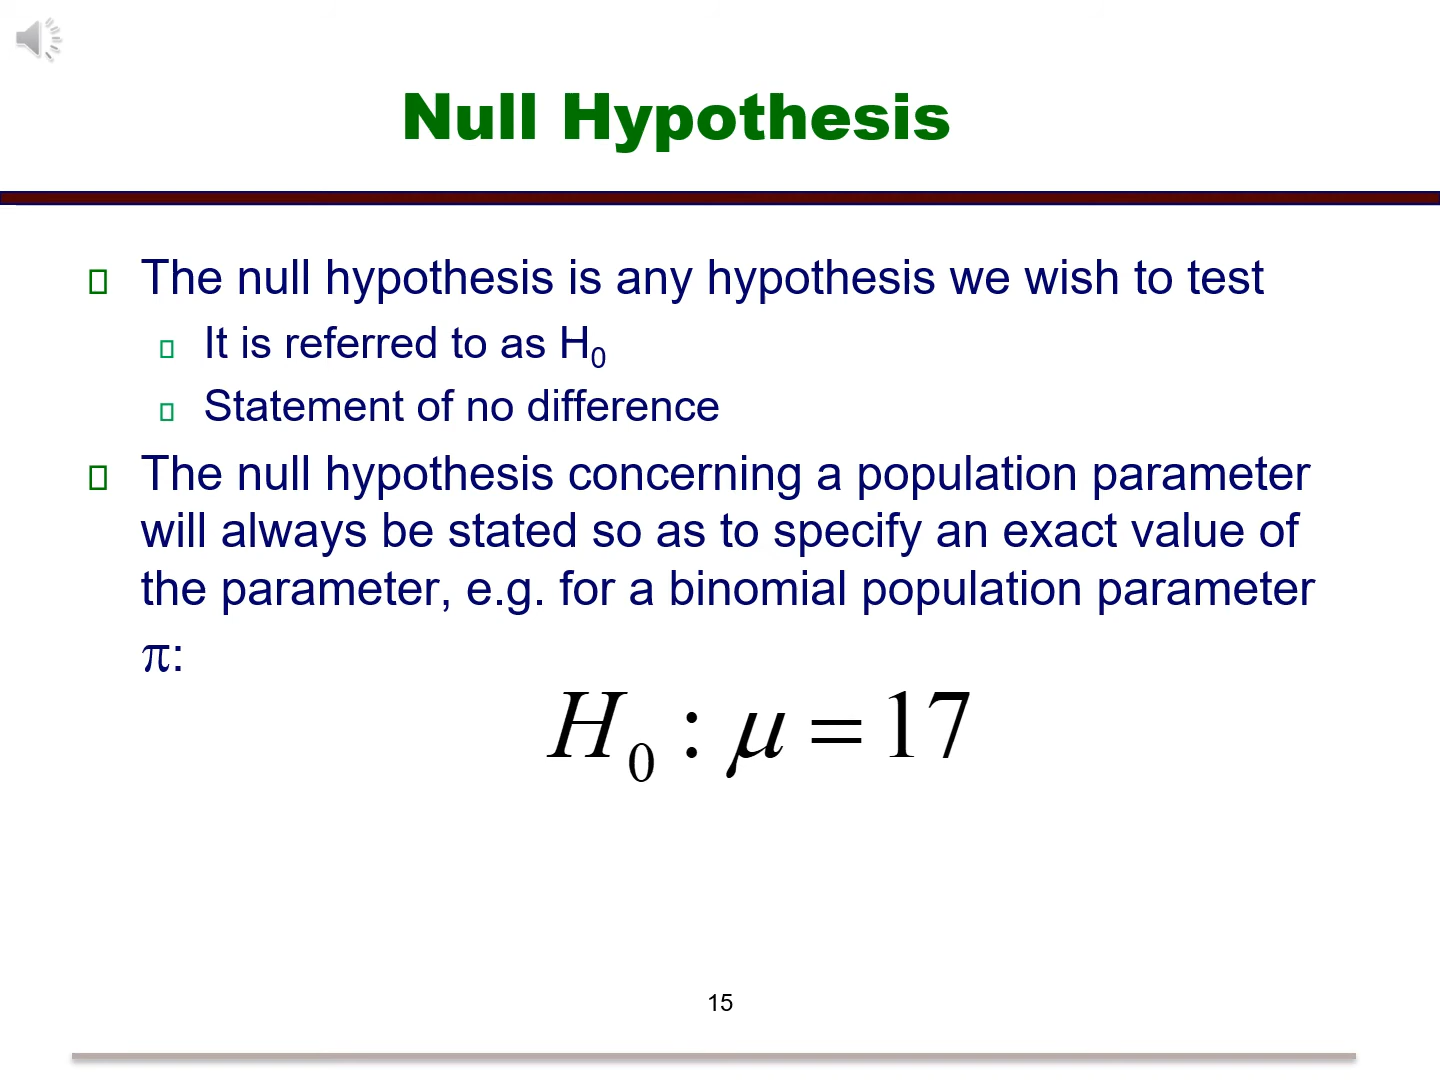 Null Hypothesis
The null hypothesis is any hypothesis we wish to test
It is referred to as H₀
Statement of no difference
The null hypothesis concerning a population parameter
will always be stated so as to specify an exact value of
the parameter, e.g. for a binomial population parameter
π:
H₀ : μ = 17
15